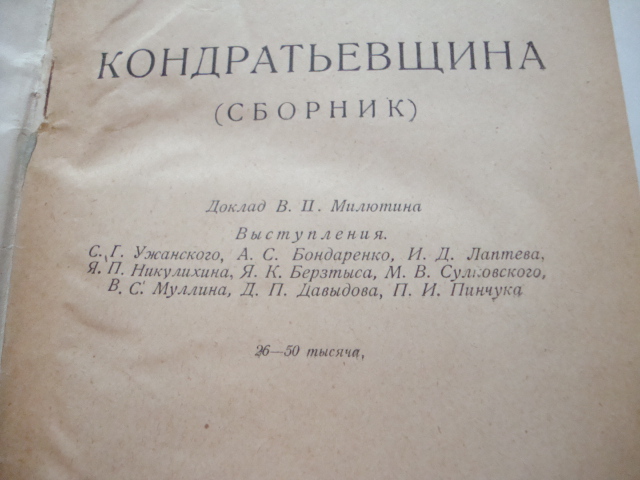 КОНДРАТЬЕВЩИНА
(СБОРНИК)
Доклад В. П. Милютина
Выступления.
С. Г. Ужанского, А. С. Бондаренко, И. Д. Лаптева,
Я. П. Никулихина, Я. К. Берзтыса, М. В. Сулковского,
В. С. Муллина, Д. П. Давыдова, П. И. Пинчука
26—50 тысяча,